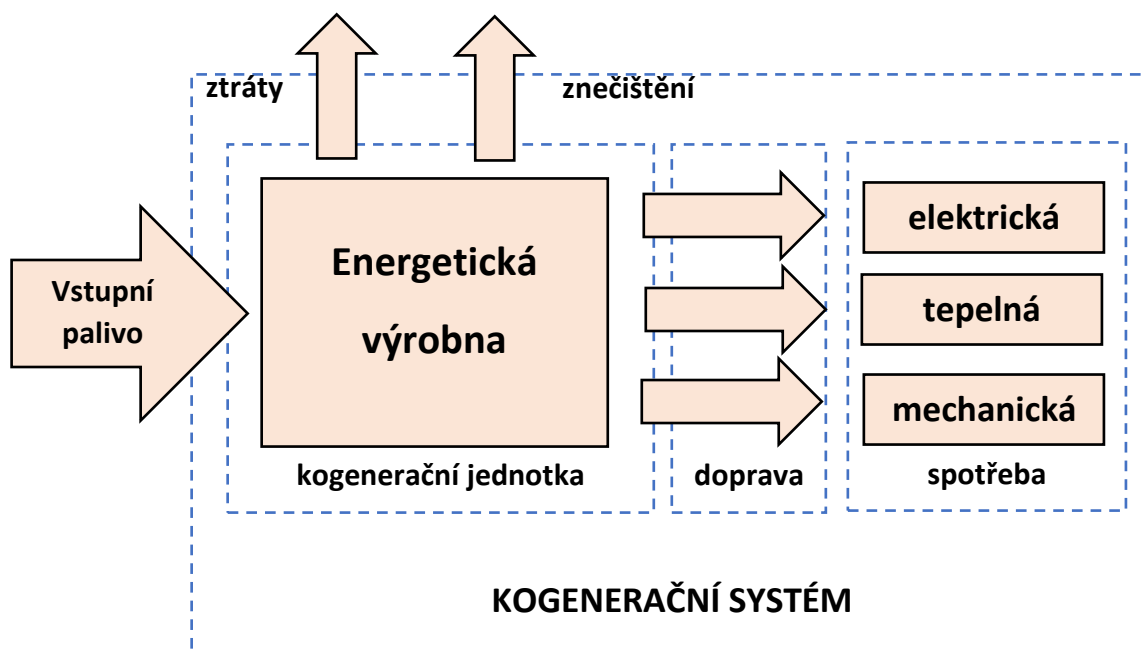 ztráty
znečištění
Vstupní
palivo
Energetická
výrobna
kogenerační jednotka
doprava
elektrická
tepelná
mechanická
spotřeba
KOGENERAČNÍ SYSTÉM